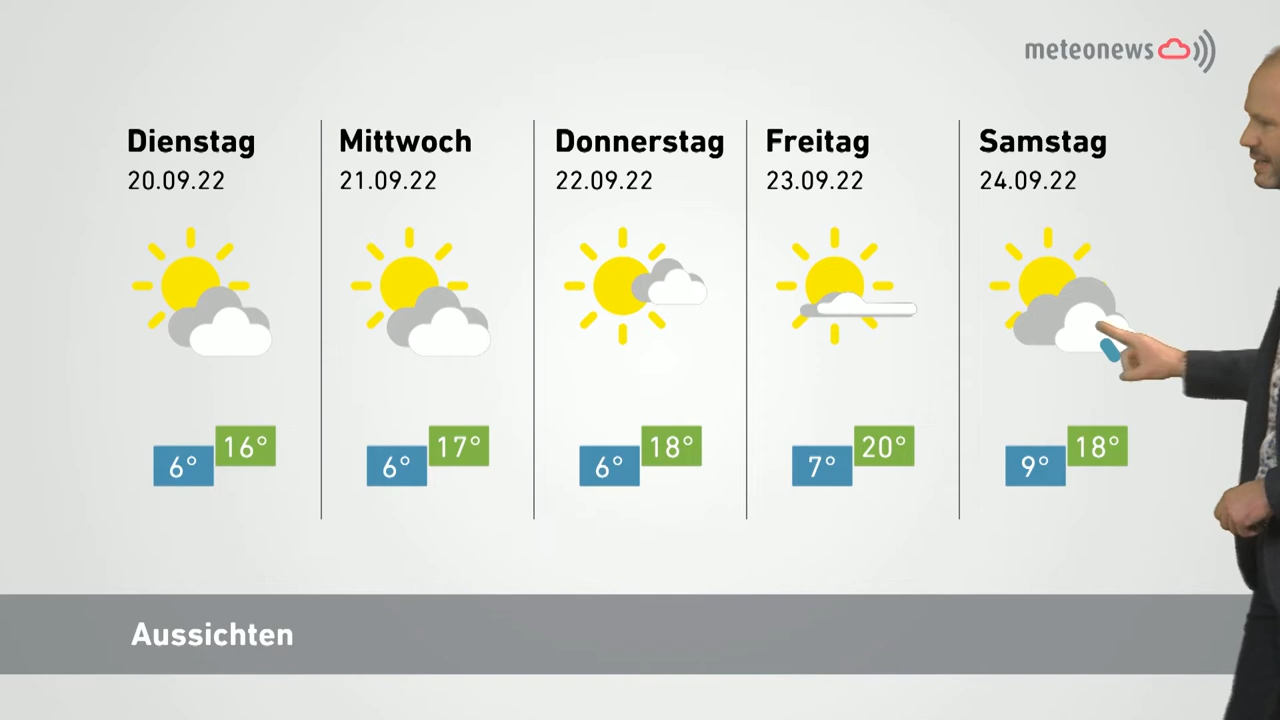 meteonews
Dienstag
20.09.22
Mittwoch
21.09.22
Donnerstag
22.09.22
Freitag
23.09.22
Samstag
24.09.22
6° 16°
6° 17°
6° 18°
7° 20°
9° 18°
Aussichten